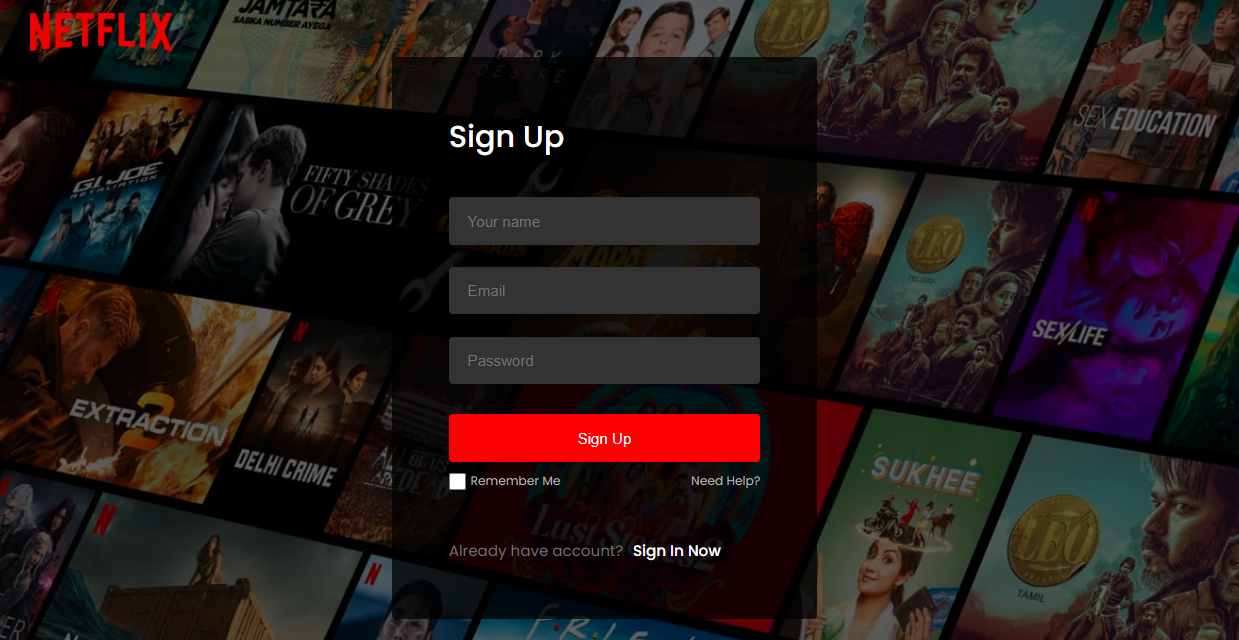 NETFLIX
JAMTARA
SABKA NUMBER AYEGA
DARK
DESIRE
MALAYALAM
Sign Up
SEX EDUCATION
G.I. JOE
RETALIATION
FIFTY SHADES
OF GREY
Your name
LEO
TELUGU
Email
SEX/LIFE
Password
EXTRACTION
2
DELHI CRIME
ALL OF US
ARE DEAD
Sign Up
SUKHEE
Remember Me
Need Help?
Lust Stories 2
LEO
TAMIL
Already have account? Sign In Now
FRIEN